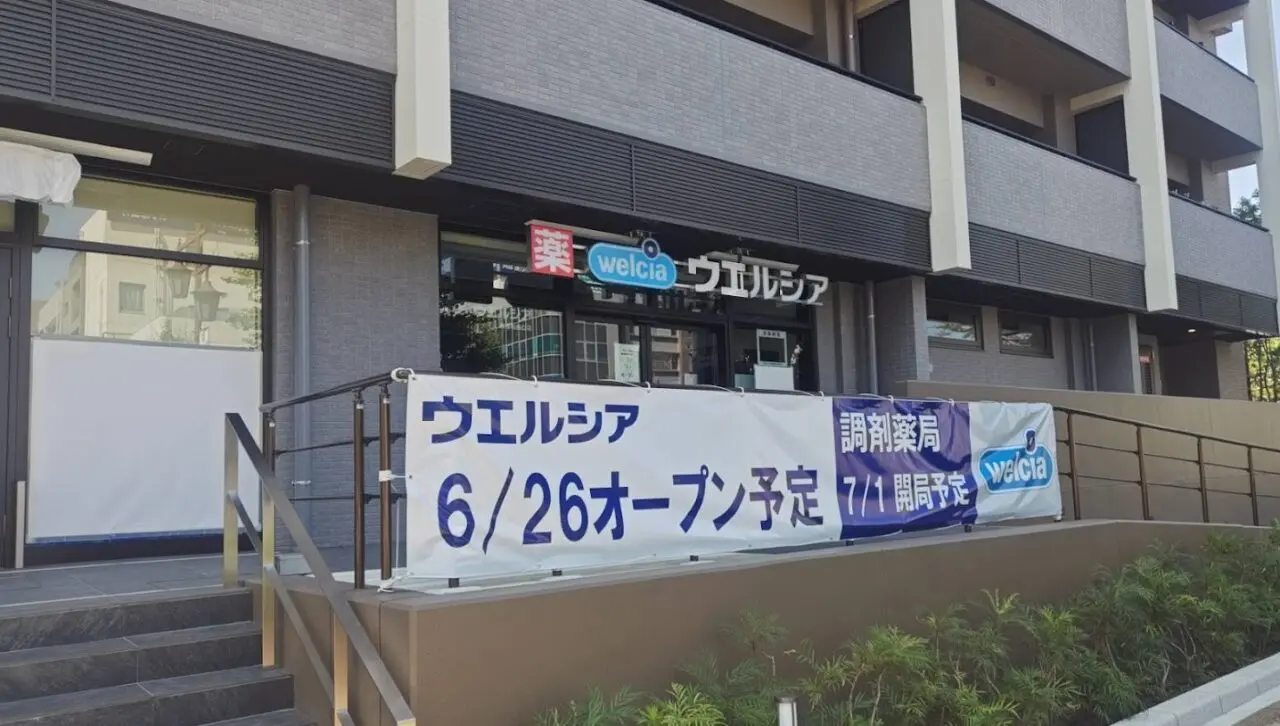 薬
welcia
ウエルシア
ウエルシア
6/26オープン予定
調剤薬局
7/1 開局予定
welcia